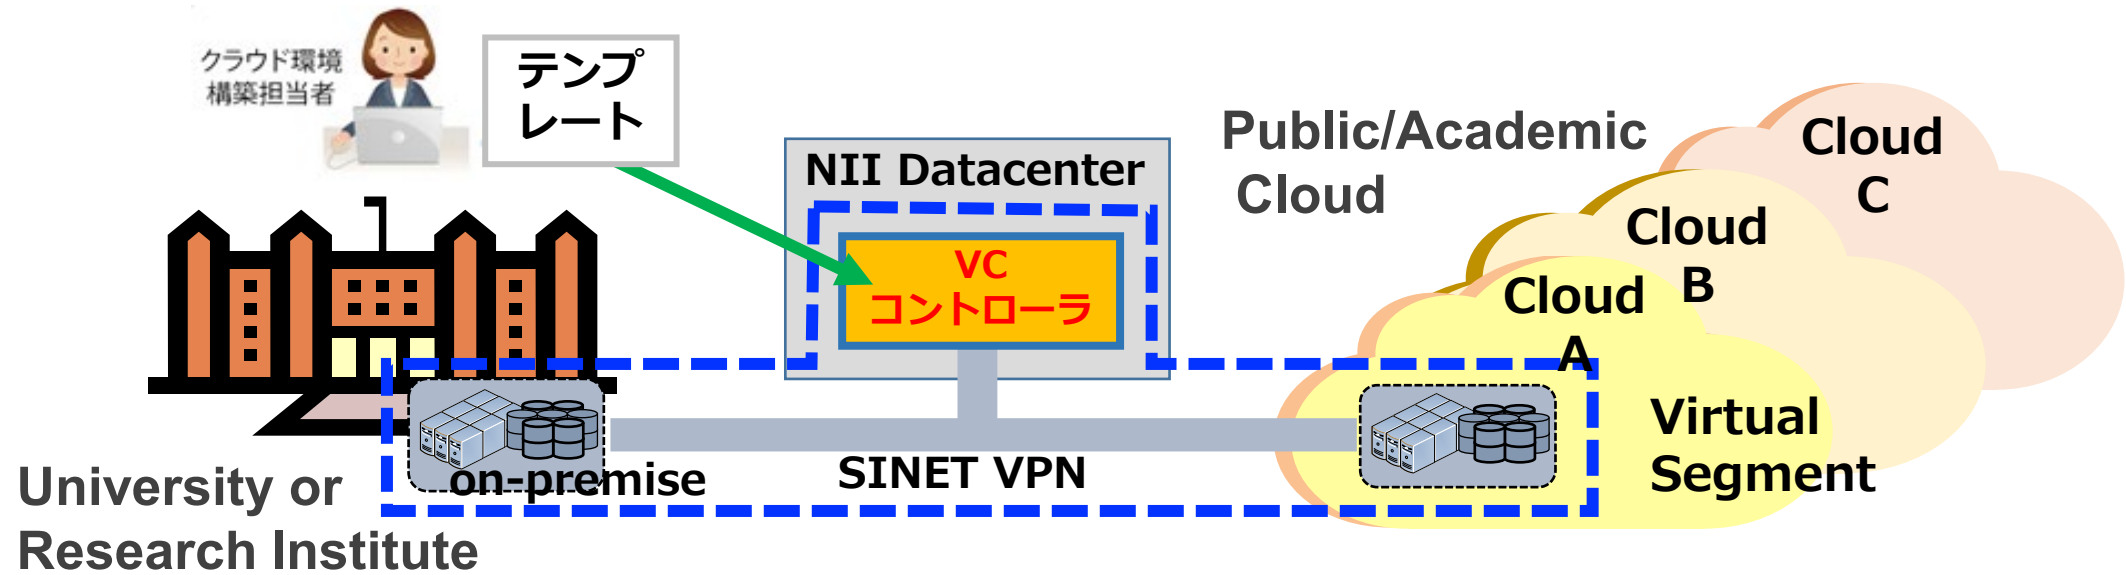 クラウド環境
構築担当者
テンプ
レート
NII Datacenter
VC
コントローラ
Public/Academic
Cloud
Cloud
C
Cloud
B
Cloud
A
Virtual
Segment
on-premise
SINET VPN
University or
Research Institute